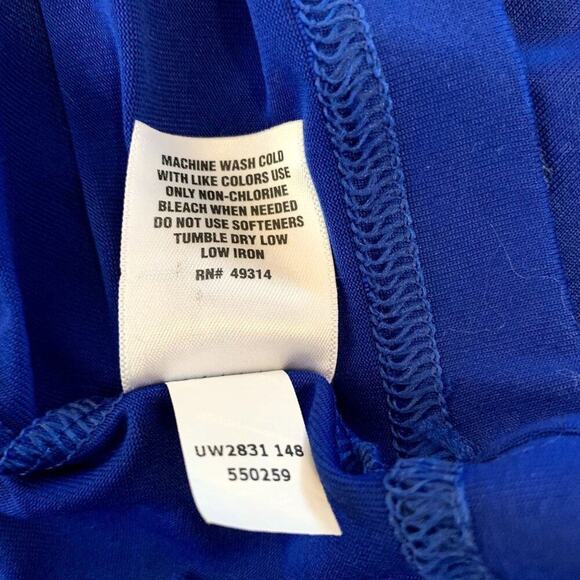 MACHINE WASH COLD
WITH LIKE COLORS USE
ONLY NON-CHLORINE
BLEACH WHEN NEEDED
DO NOT USE SOFTENERS
TUMBLE DRY LOW
LOW IRON
RN# 49314
UW2831 148
550259